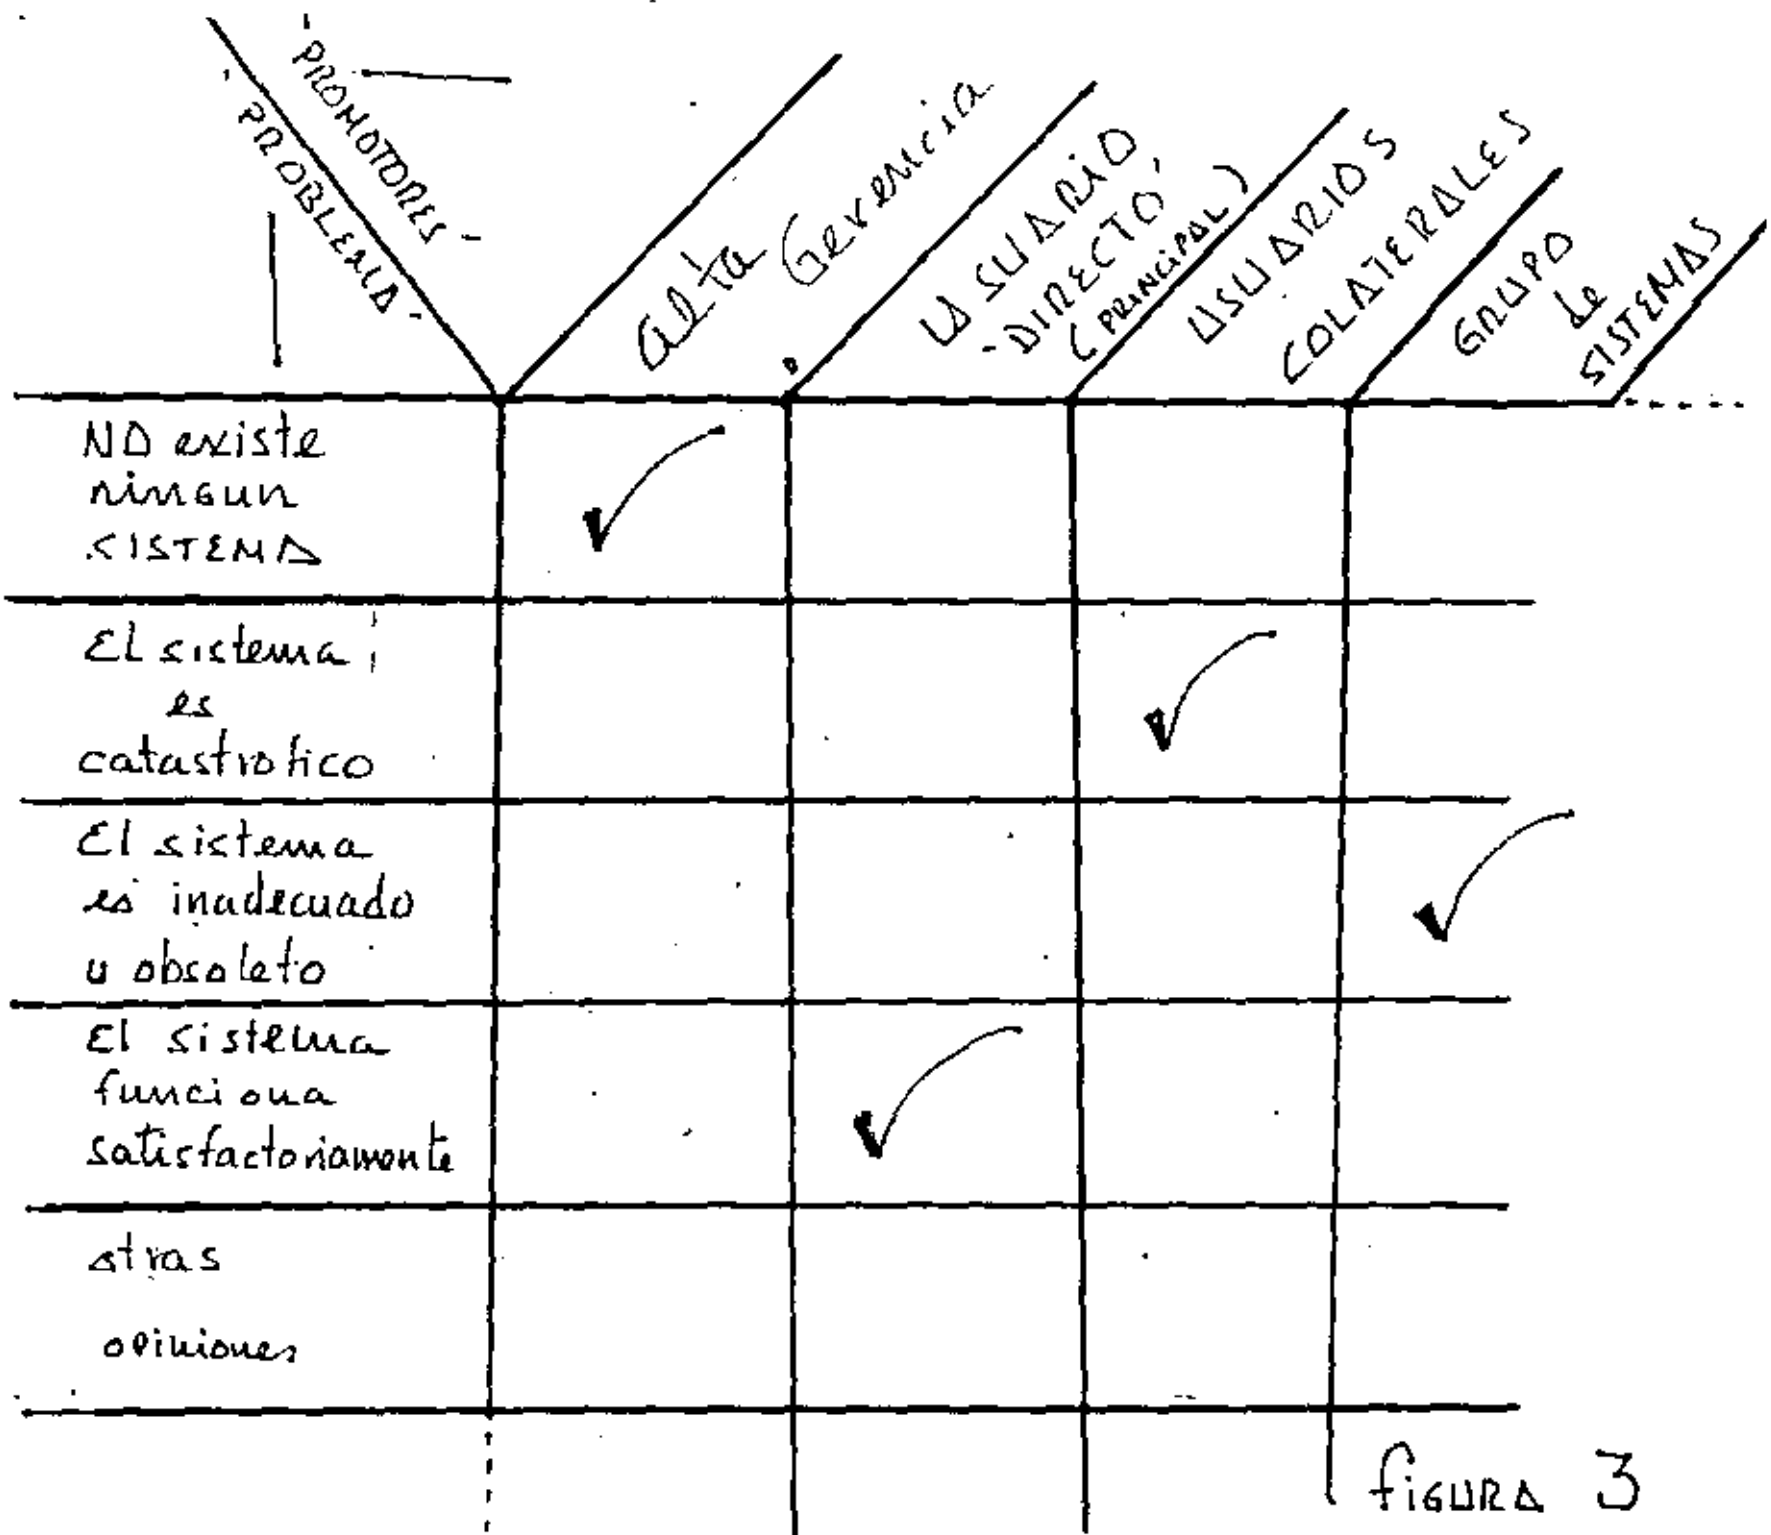 PROMOTORES
PROBLEMA
Alta Gerencia
USUARIO
DIRECTO
(PRINCIPAL)
USUARIOS
COLATERALES
GRUPO
de
SISTEMAS
NO existe
ningun
SISTEMA
El sistema
es
catastrofico
El sistema
es inadecuado
u obsoleto
El sistema
funciona
satisfactoriamente
otras
opiniones
figura 3